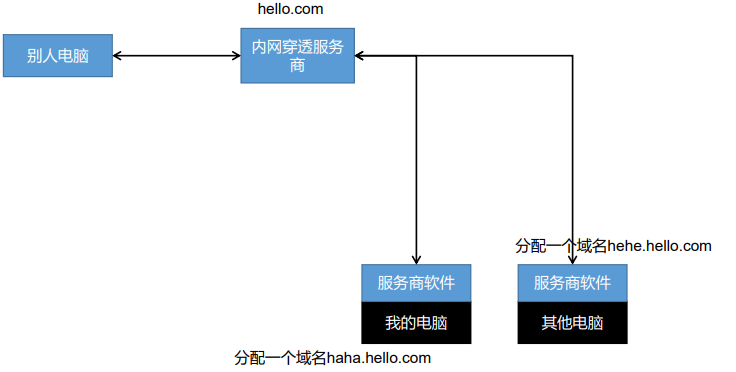 hello.com
别人电脑
内网穿透服务
商
分配一个域名hehe.hello.com
服务商软件
服务商软件
我的电脑
其他电脑
分配一个域名haha.hello.com